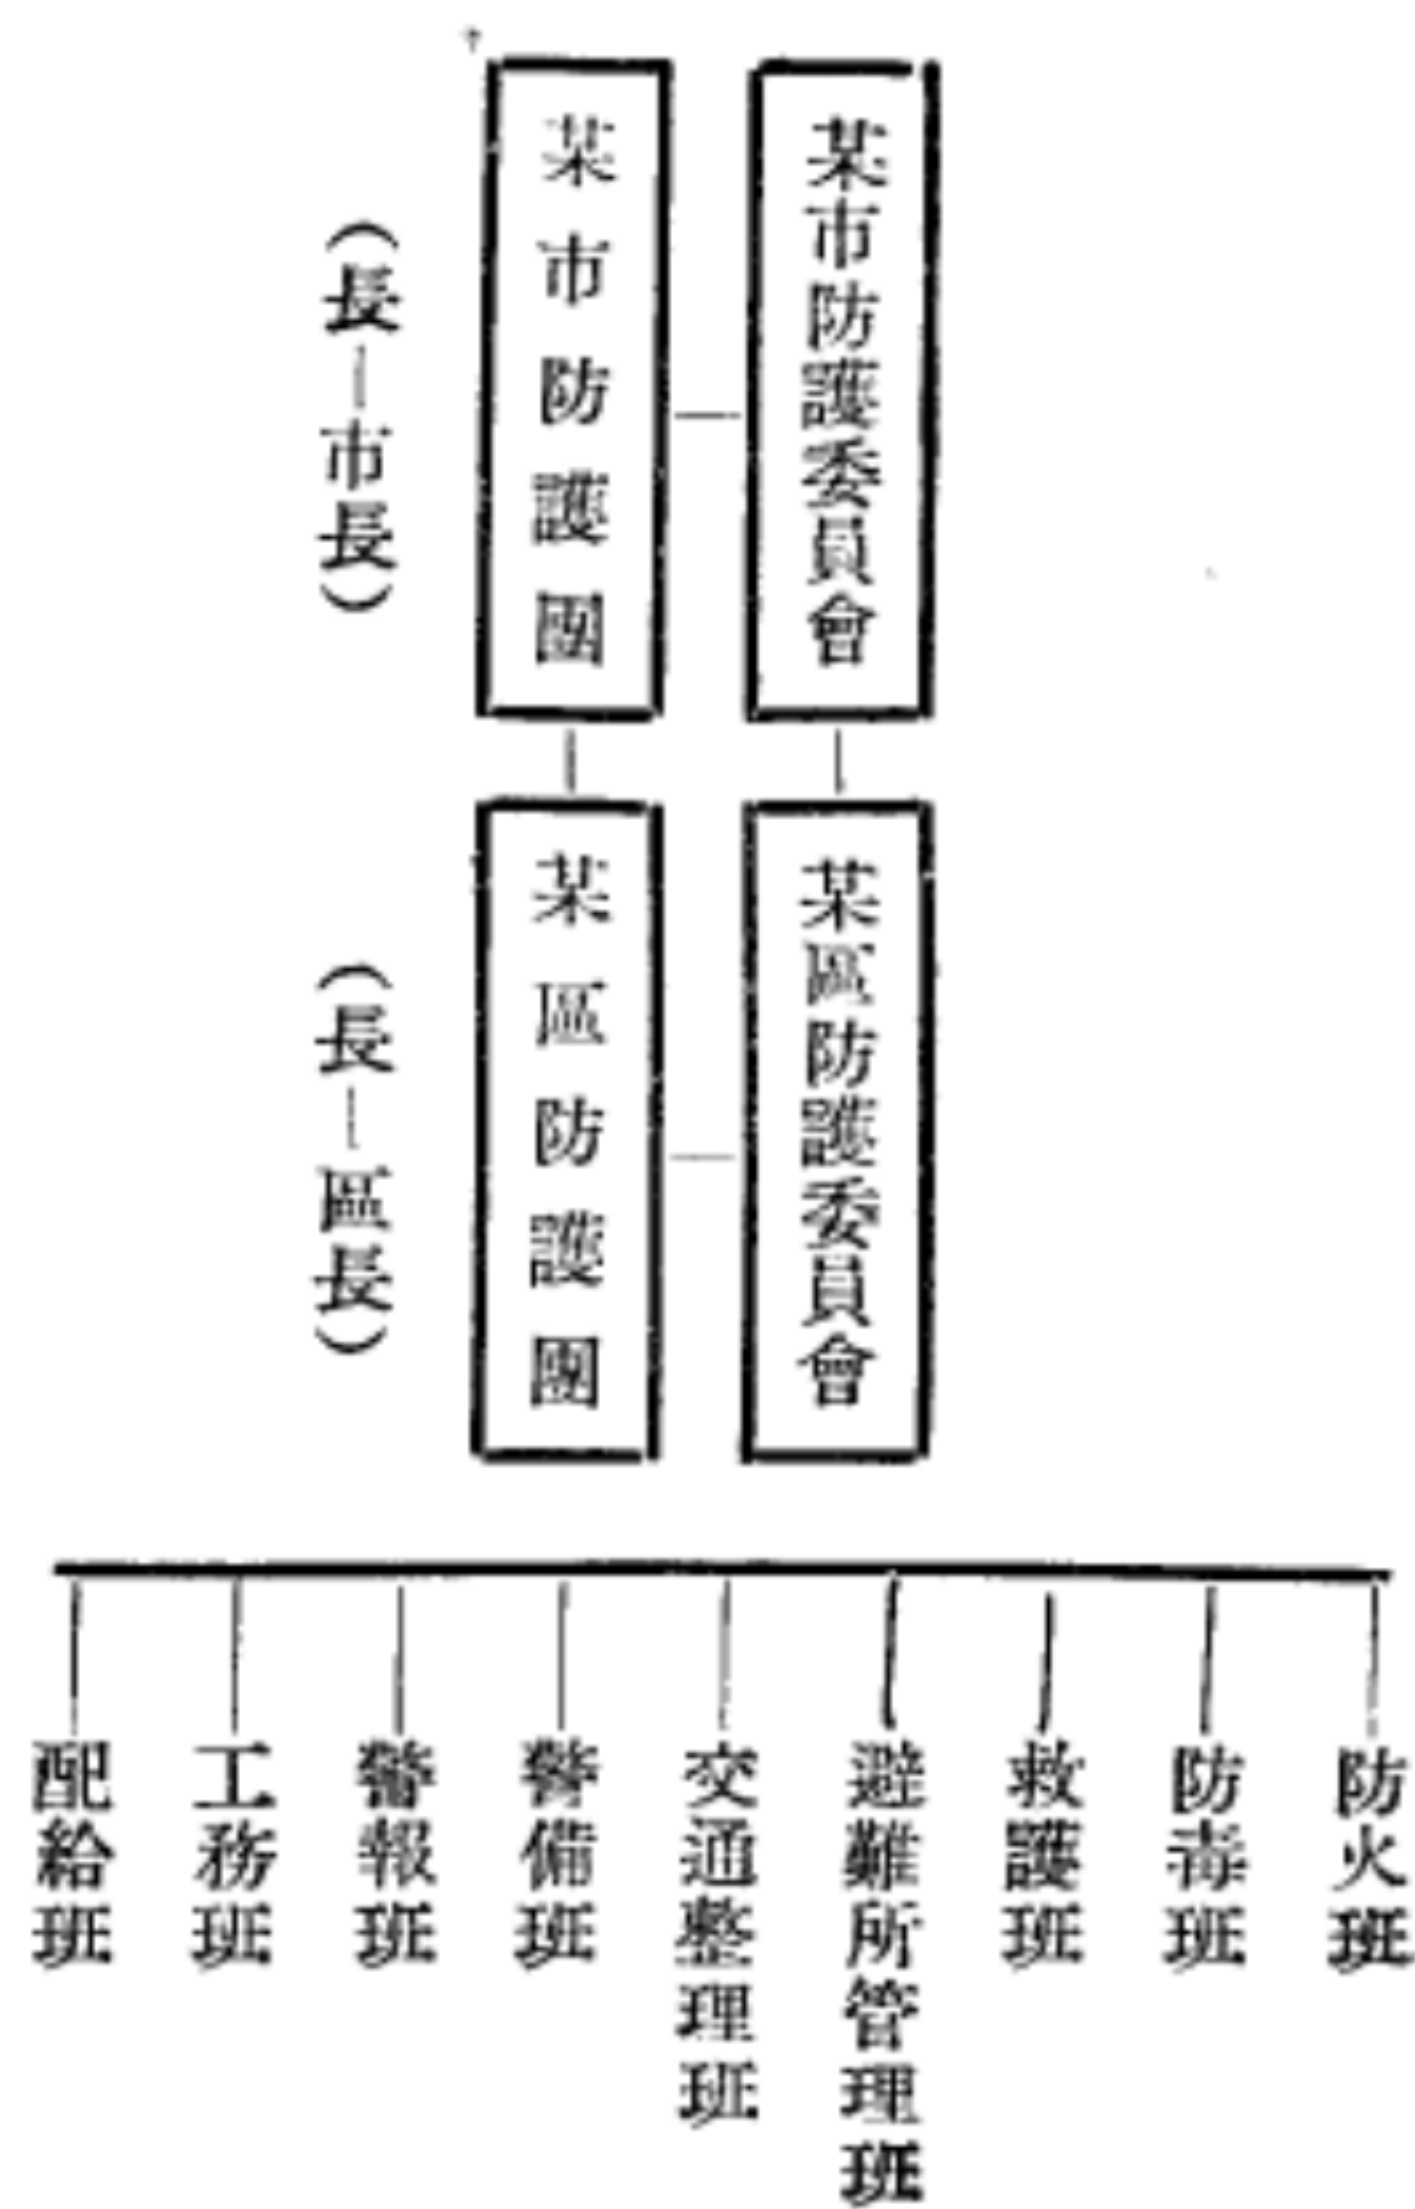 某市防護委員會
某市防護團
(長―市長)
某區防護委員會
某區防護團
(長―區長)
防火班
防毒班
救護班
避難所管理班
交通整理班
警備班
警報班
工務班
配給班